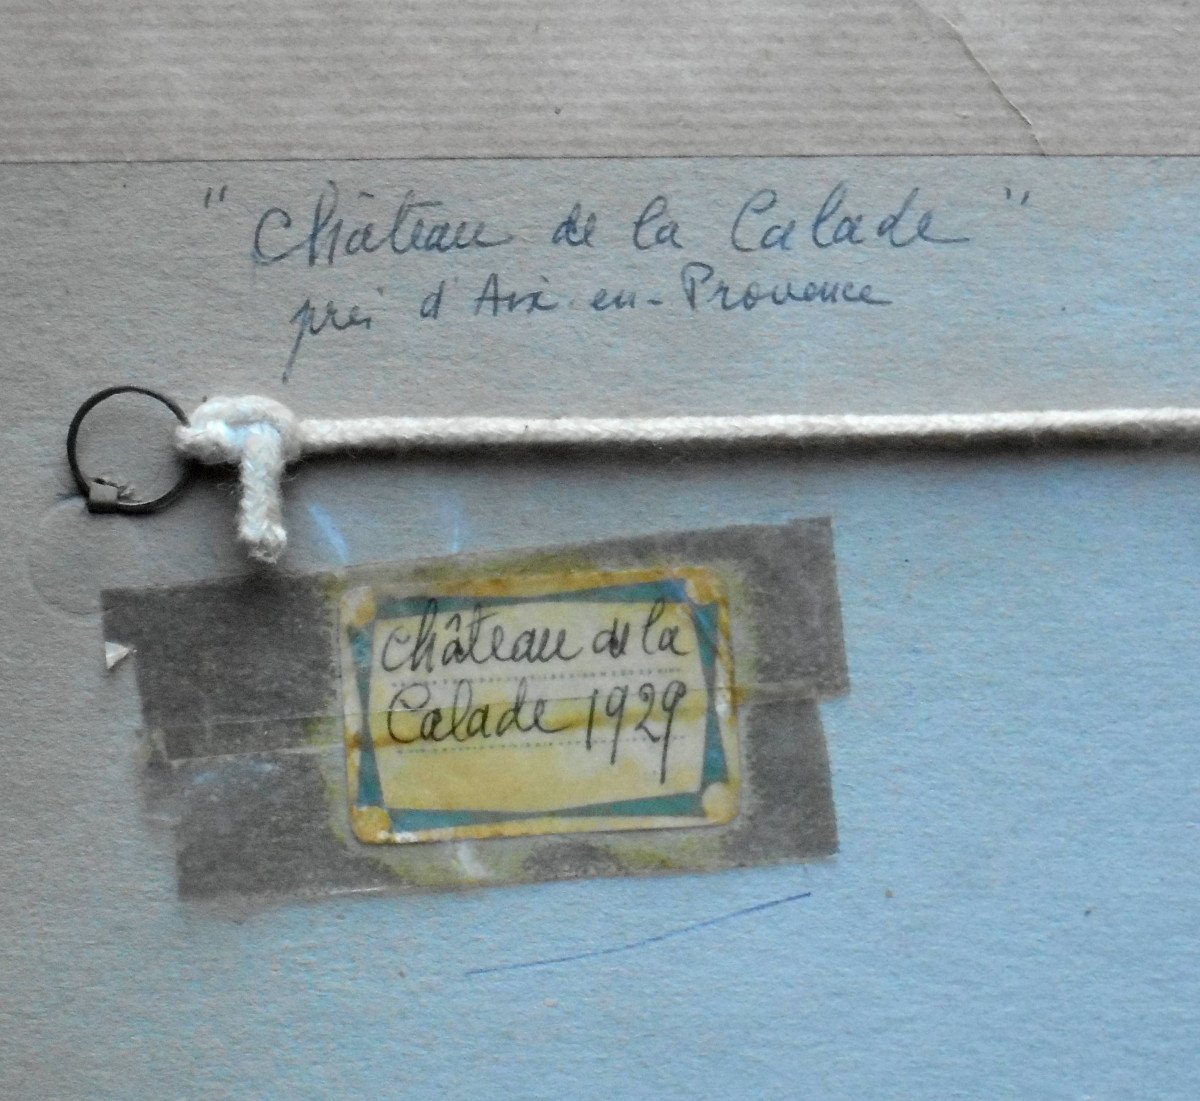 " Château de la Calade "
près d'Aix-en-Provence
Château de la
Calade 1929